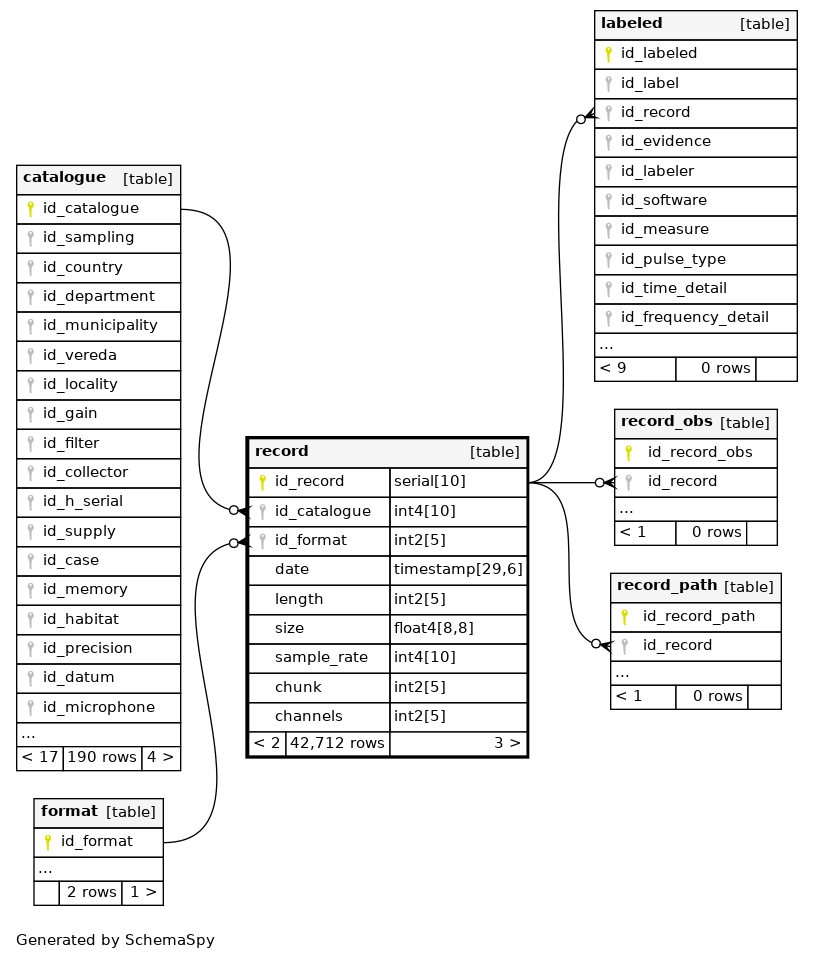 labeled [table]
id_labeled
id_label
id_record
id_evidence
id_labeler
id_software
id_measure
id_pulse_type
id_time_detail
id_frequency_detail
...
< 9 0 rows
catalogue [table]
id_catalogue
id_sampling
id_country
id_department
id_municipality
id_vereda
id_locality
id_gain
id_filter
id_collector
id_h_serial
id_supply
id_case
id_memory
id_habitat
id_precision
id_datum
id_microphone
...
< 17 190 rows 4 >
record [table]
id_record serial[10]
id_catalogue int4[10]
id_format int2[5]
date timestamp[29,6]
length int2[5]
size float4[8,8]
sample_rate int4[10]
chunk int2[5]
channels int2[5]
< 2 42,712 rows 3 >
record_obs [table]
id_record_obs
id_record
...
< 1 0 rows
record_path [table]
id_record_path
id_record
...
< 1 0 rows
format [table]
id_format
...
2 rows 1 >
Generated by SchemaSpy